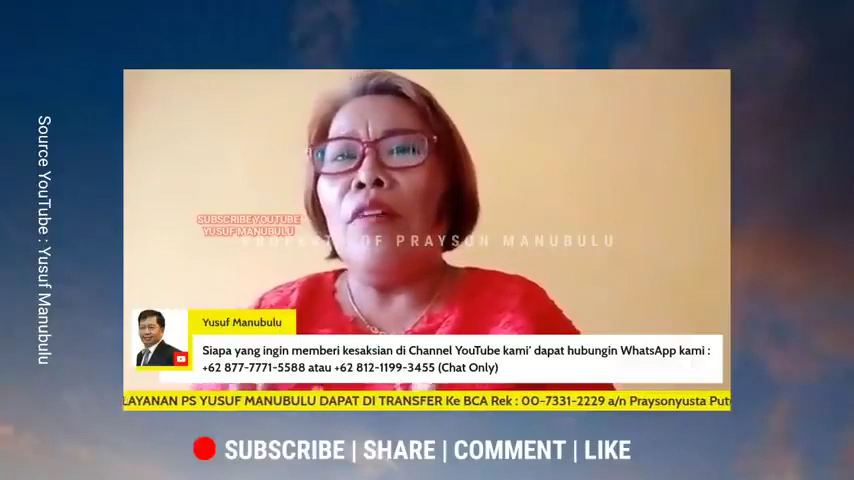 Source YouTube : Yusuf Manubulu
SUBSCRIBE YOUTUBE
YUSUF MANUBULU
PROPERTY OF PRAYSON MANUBULU
Yusuf Manubulu
Siapa yang ingin memberi kesaksian di Channel YouTube kami' dapat hubungin WhatsApp kami :
+62 877-7771-5588 atau +62 812-1199-3455 (Chat Only)
LAYANAN PS YUSUF MANUBULU DAPAT DI TRANSFER Ke BCA Rek : 00-7331-2229 a/n Praysonyusta Put
SUBSCRIBE | SHARE | COMMENT | LIKE